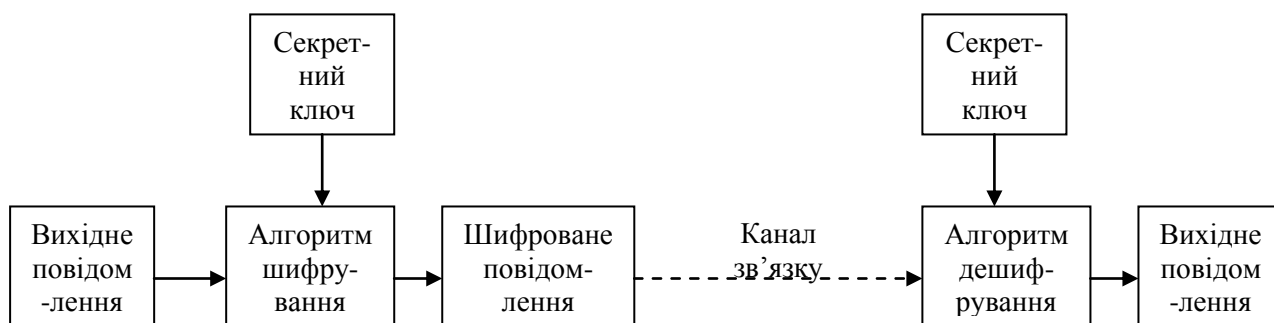 Секрет-
ний
ключ
Секрет-
ний
ключ
Вихідне
повідом
-лення
Алгоритм
шифру-
вання
Шифроване
повідом-
лення
Канал
зв’язку
Алгоритм
дешиф-
рування
Вихідне
повідом
-лення